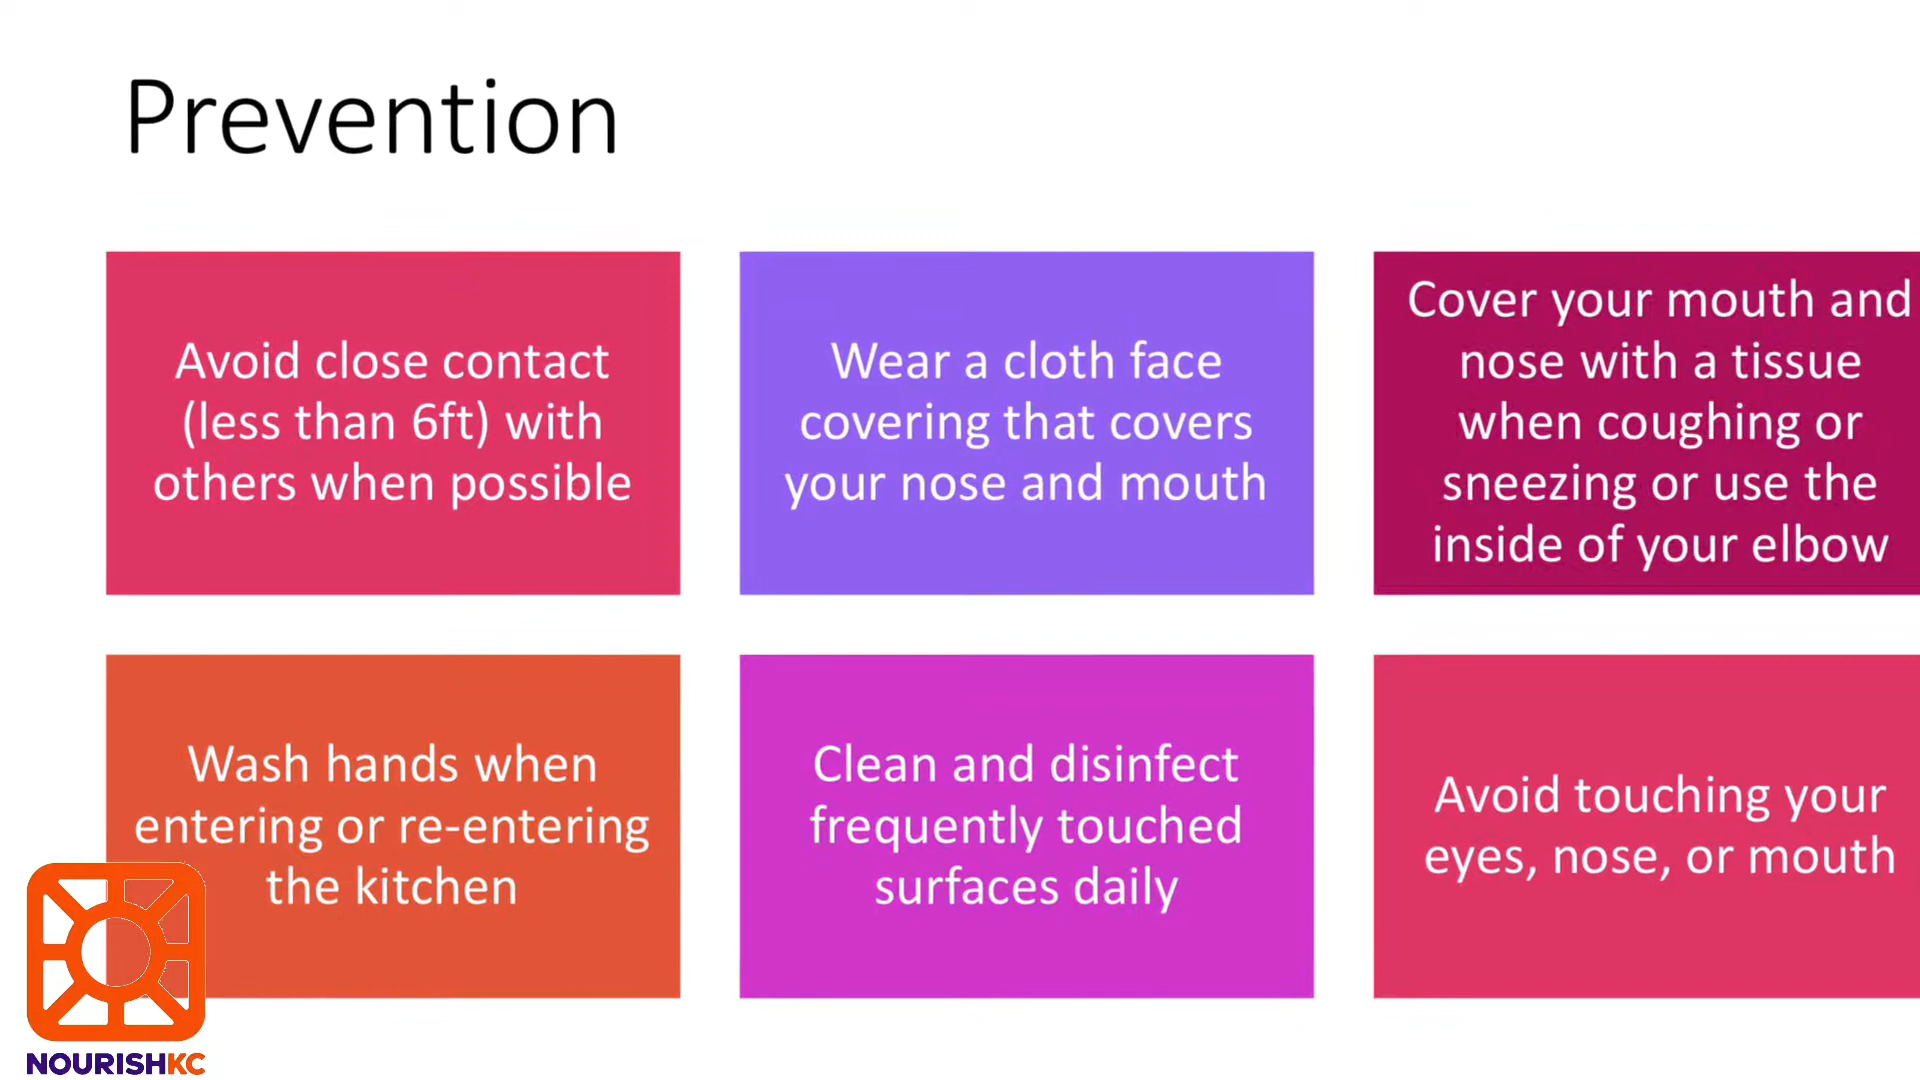 Prevention
Avoid close contact
(less than 6ft) with
others when possible
Wear a cloth face
covering that covers
your nose and mouth
Cover your mouth and
nose with a tissue
when coughing or
sneezing or use the
inside of your elbow
Wash hands when
entering or re-entering
the kitchen
Clean and disinfect
frequently touched
surfaces daily
Avoid touching your
eyes, nose, or mouth
NOURISHKC